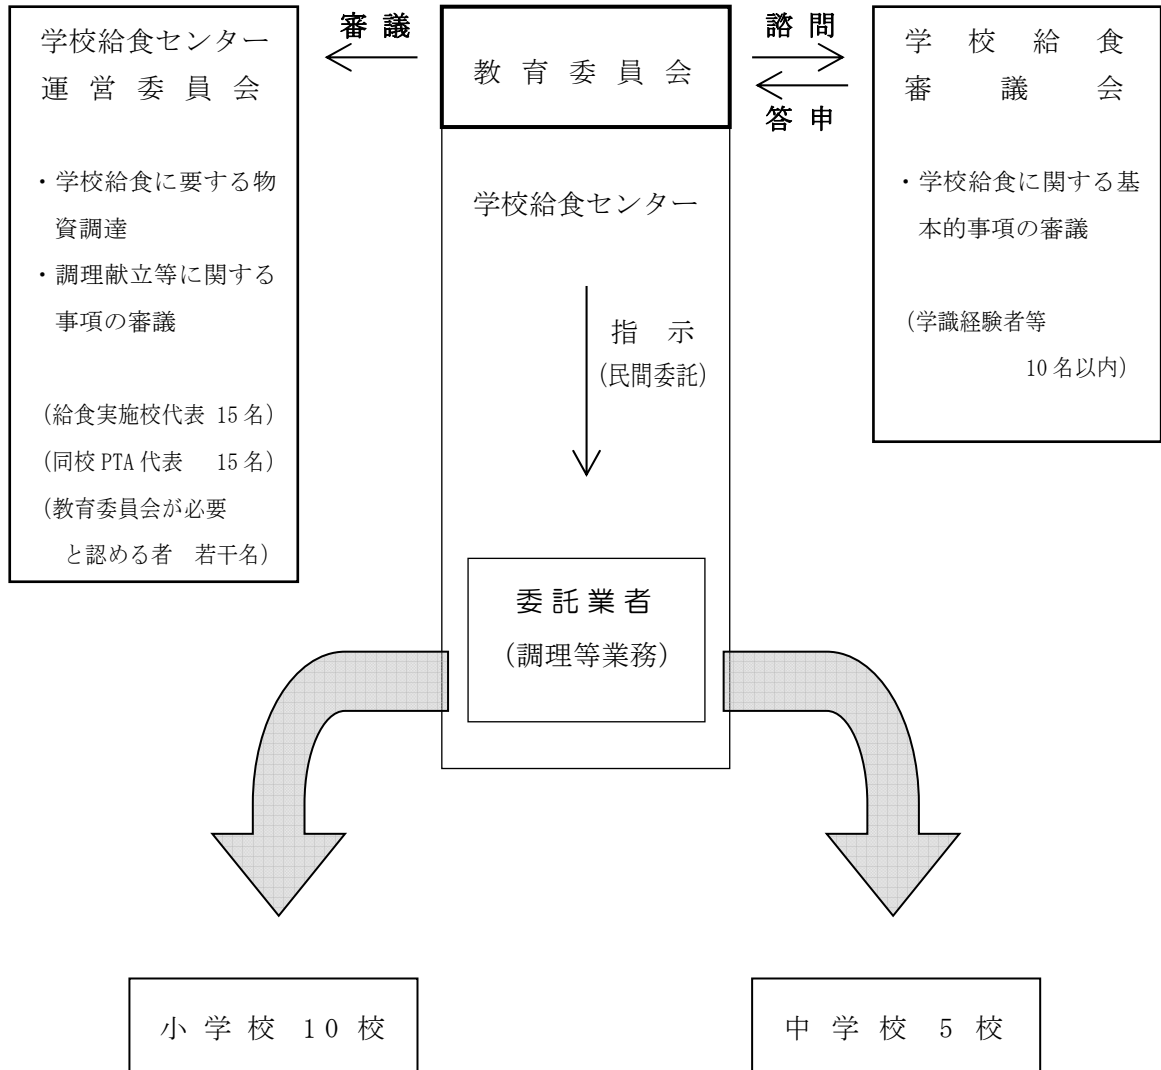 学校給食センター
運営委員会
・学校給食に要する物
資調達
・調理献立等に関する
事項の審議
(給食実施校代表 15名)
(同校PTA代表 15名)
(教育委員会が必要
と認める者 若干名)
審議
教育委員会
諮問
答申
学校給食
審議会
・学校給食に関する基
本的事項の審議
(学識経験者等
10名以内)
学校給食センター
指示
(民間委託)
委託業者
(調理等業務)
小学校10校
中学校5校